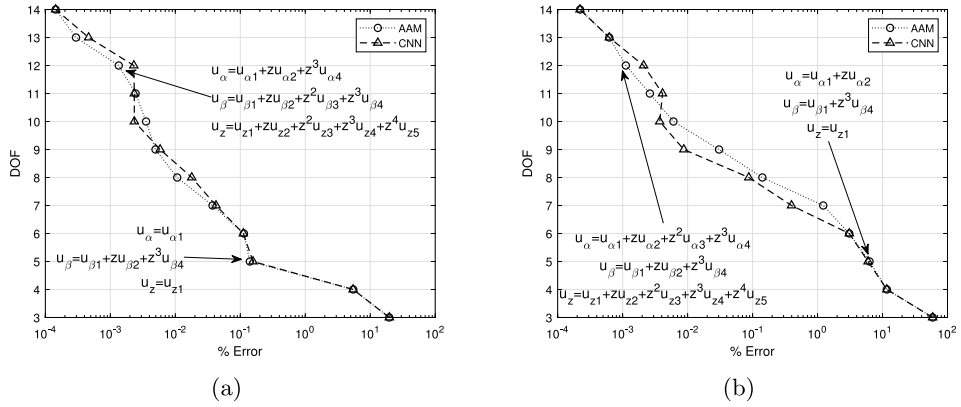 14
13
12
11
10
9
8
7
6
5
4
3
DOF
10^-4 10^-3 10^-2 10^-1 10^0 10^1 10^2
% Error
AAM
CNN
u_α=u_α1+zu_α2+z^3u_α4
u_β=u_β1+zu_β2+z^2u_β3+z^3u_β4
u_z=u_z1+zu_z2+z^2u_z3+z^3u_z4+z^4u_z5
u_α=u_α1
u_β=u_β1+zu_β2+z^3u_β4
u_z=u_z1
(a)
14
13
12
11
10
9
8
7
6
5
4
3
DOF
10^-4 10^-3 10^-2 10^-1 10^0 10^1 10^2
% Error
AAM
CNN
u_α=u_α1+zu_α2
u_β=u_β1+z^3u_β4
u_z=u_z1
u_α=u_α1+zu_α2+z^2u_α3+z^3u_α4
u_β=u_β1+zu_β2+z^3u_β4
u_z=u_z1+zu_z2+z^2u_z3+z^3u_z4+z^4u_z5
(b)